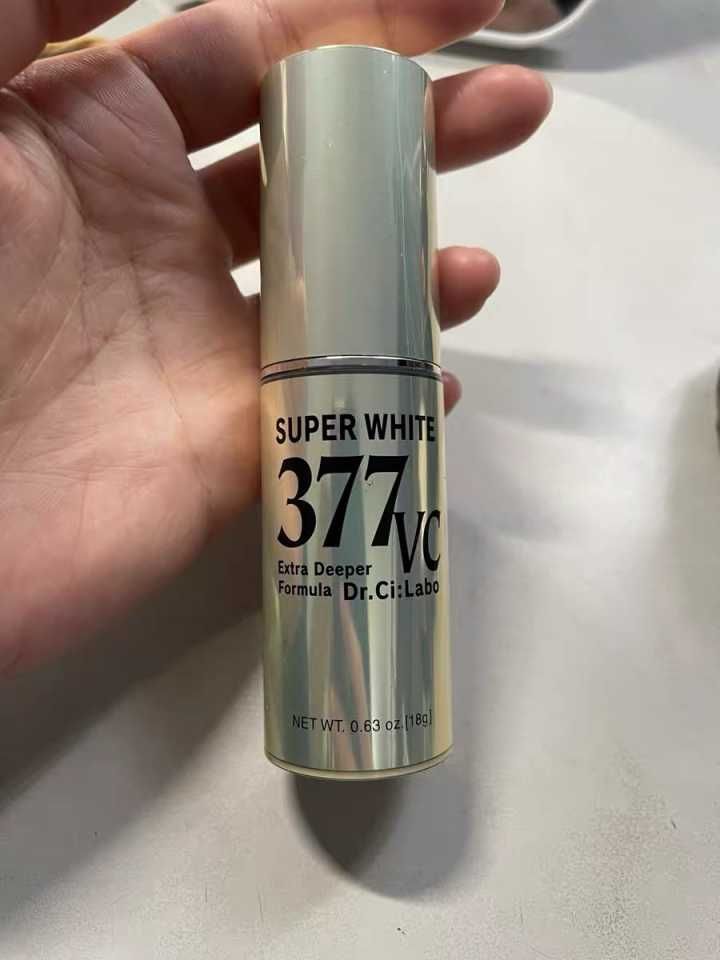 SUPER WHITE
377VC
Extra Deeper
Formula Dr.Ci:Labo
NET WT. 0.63 oz.[18g]